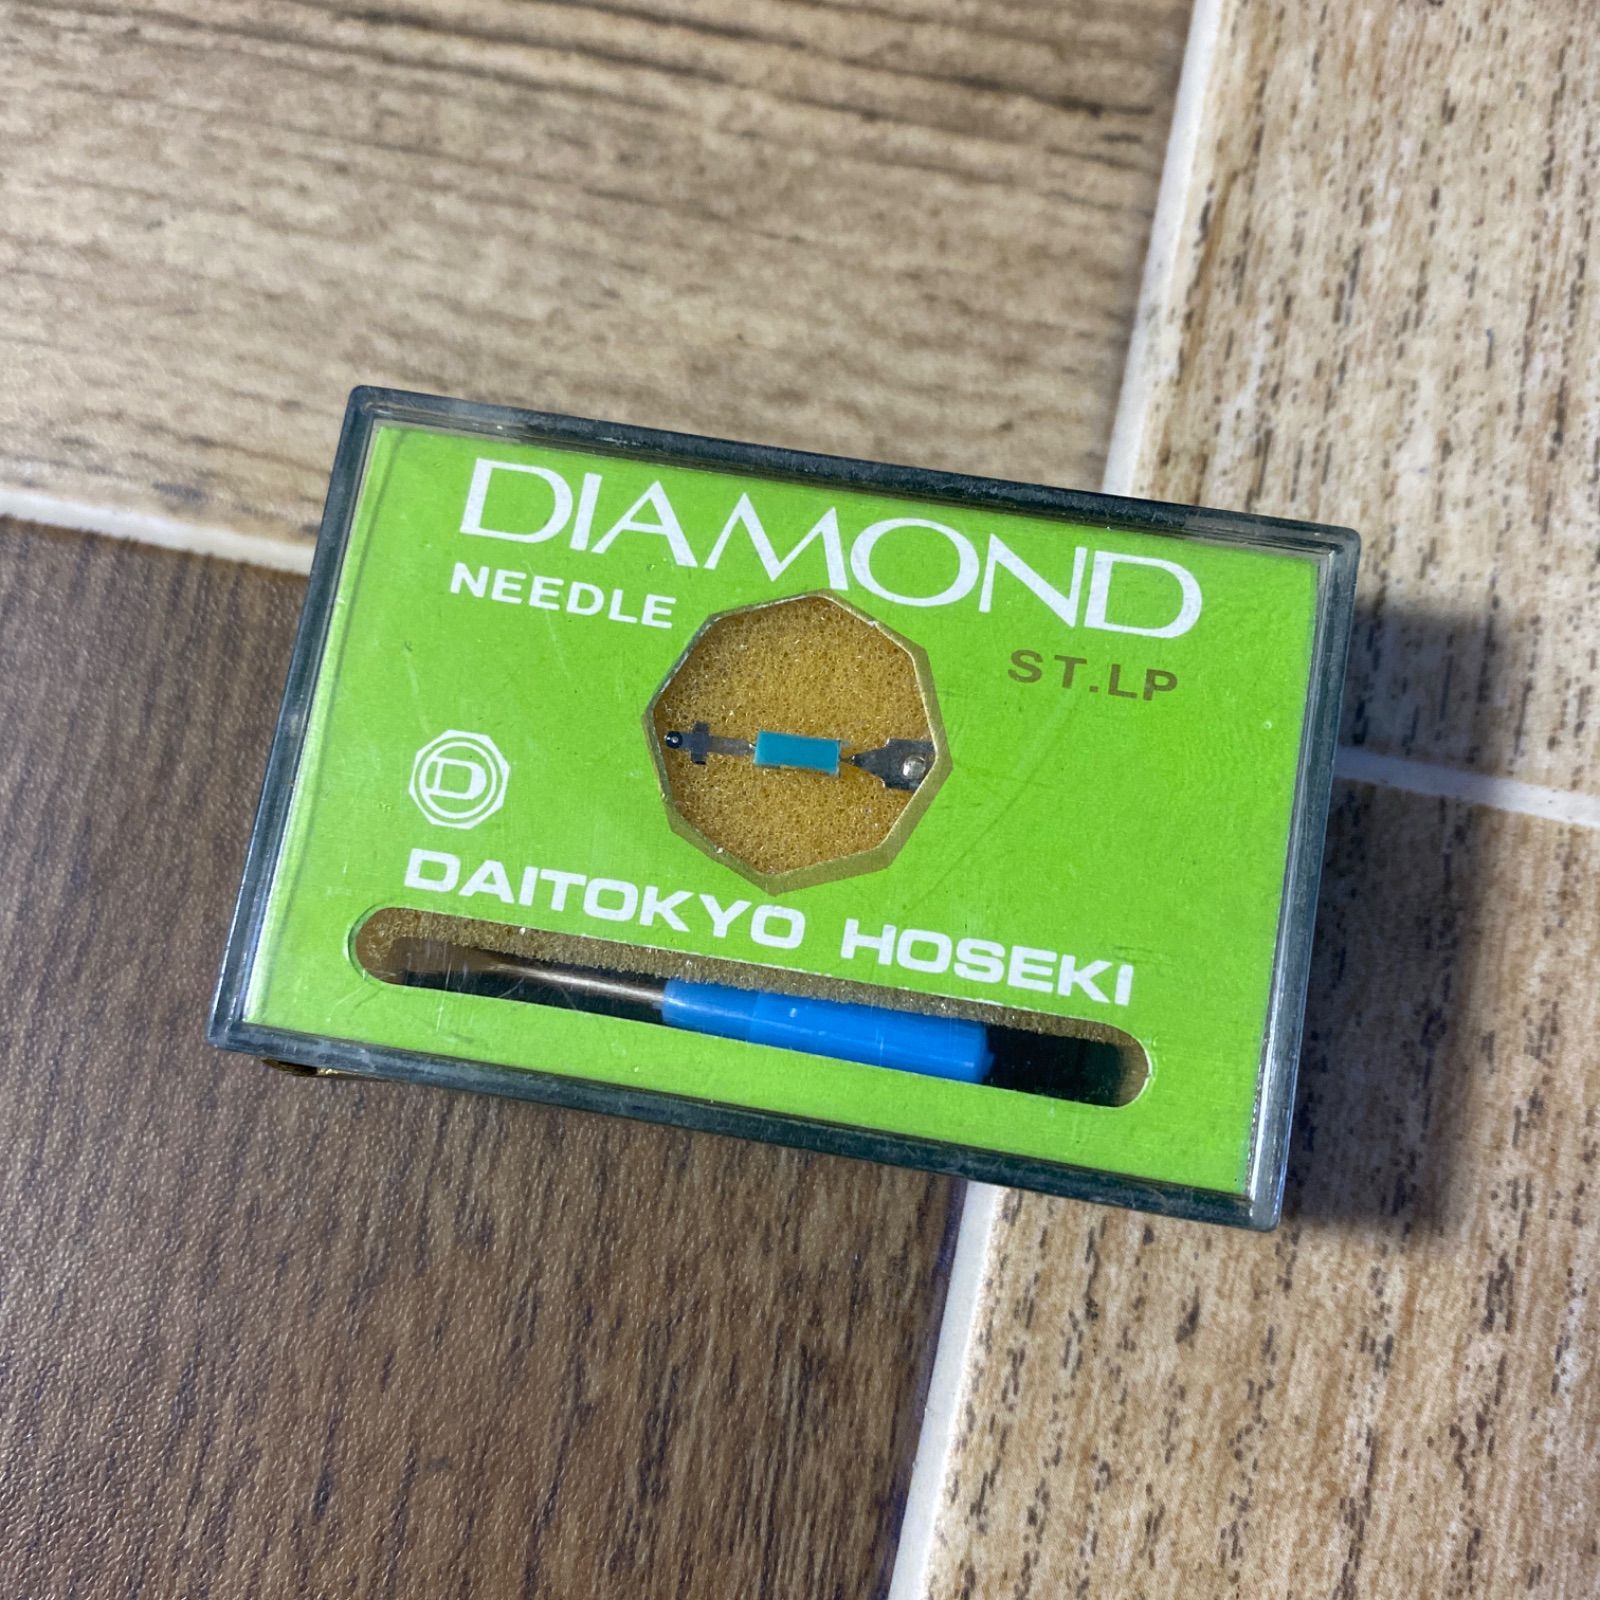 DIAMOND
NEEDLE
ST.LP
D
DAITOKYO HOSEKI